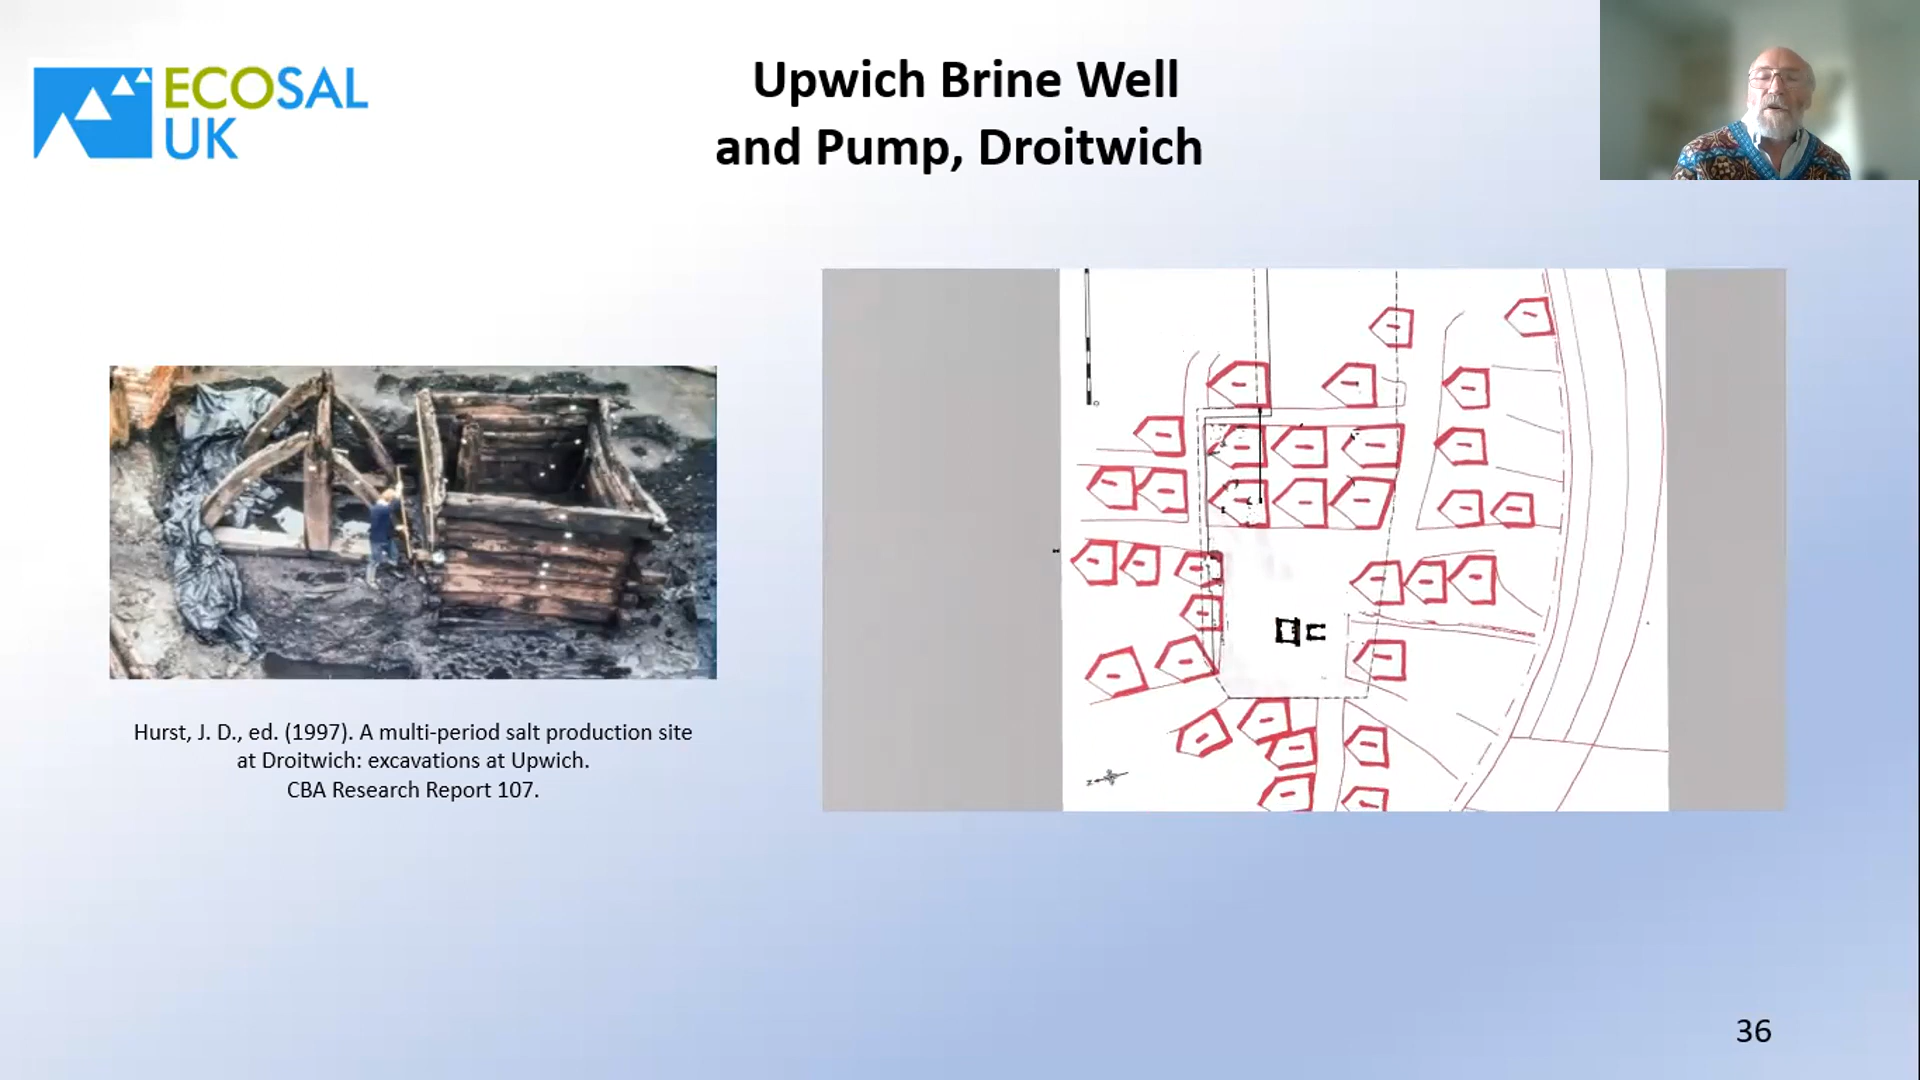 ECOSAL
UK
Upwich Brine Well
and Pump, Droitwich
Hurst, J. D., ed. (1997). A multi-period salt production site
at Droitwich: excavations at Upwich.
CBA Research Report 107.
36